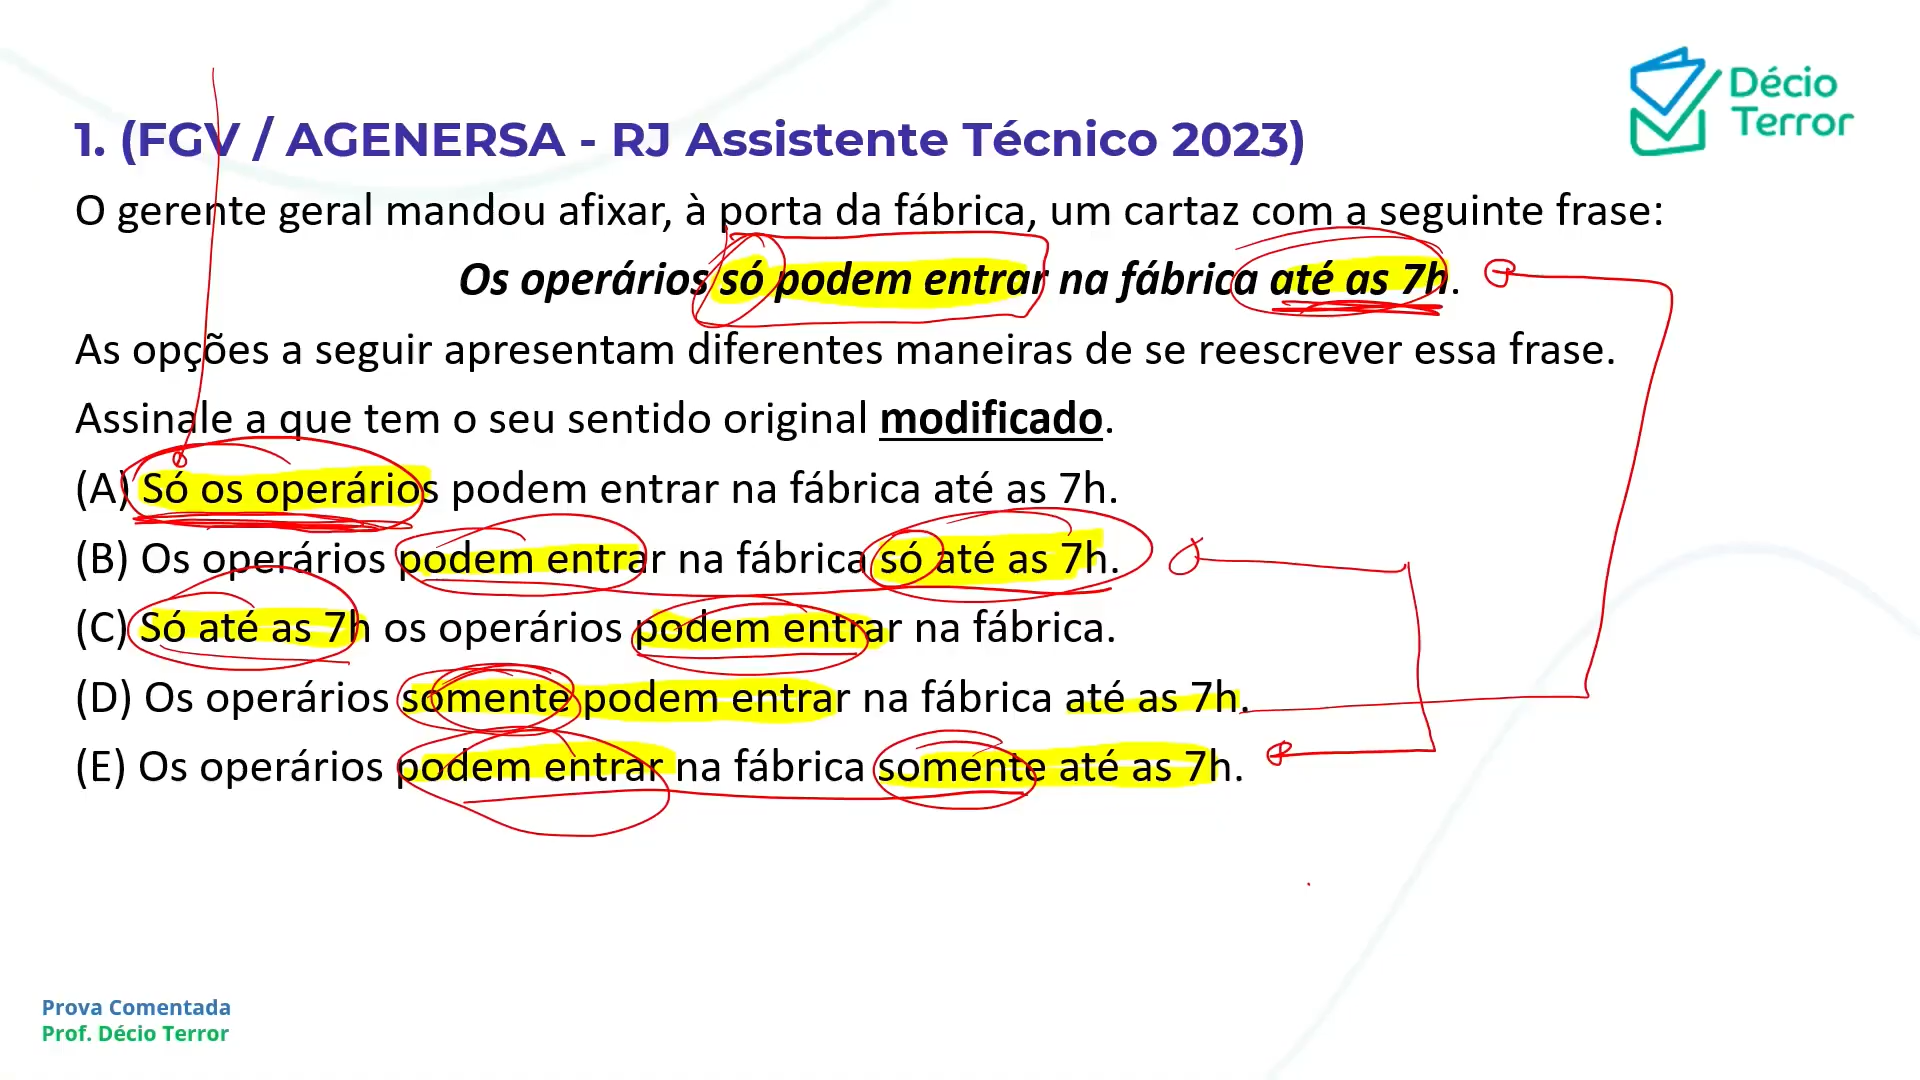 Décio
Terror
1. (FGV / AGENERSA - RJ Assistente Técnico 2023)
O gerente geral mandou afixar, à porta da fábrica, um cartaz com a seguinte frase:
Os operários só podem entrar na fábrica até as 7h.
As opções a seguir apresentam diferentes maneiras de se reescrever essa frase.
Assinale a que tem o seu sentido original modificado.
(A) Só os operários podem entrar na fábrica até as 7h.
(B) Os operários podem entrar na fábrica só até as 7h.
(C) Só até as 7h os operários podem entrar na fábrica.
(D) Os operários somente podem entrar na fábrica até as 7h.
(E) Os operários podem entrar na fábrica somente até as 7h.
Prova Comentada
Prof. Décio Terror